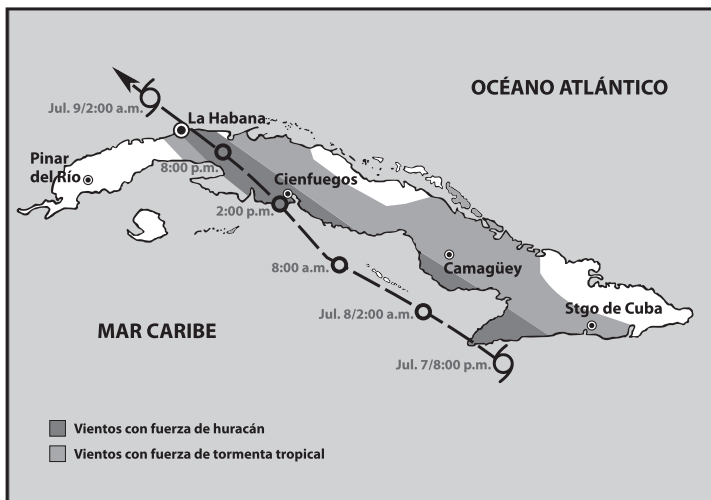 OCÉANO ATLÁNTICO
Jul. 9/2:00 a.m.
La Habana
Pinar
del Río
8:00 p.m.
Cienfuegos
2:00 p.m.
8:00 a.m.
Camagüey
Jul. 8/2:00 a.m.
Stgo de Cuba
MAR CARIBE
Jul. 7/8:00 p.m.
Vientos con fuerza de huracán
Vientos con fuerza de tormenta tropical